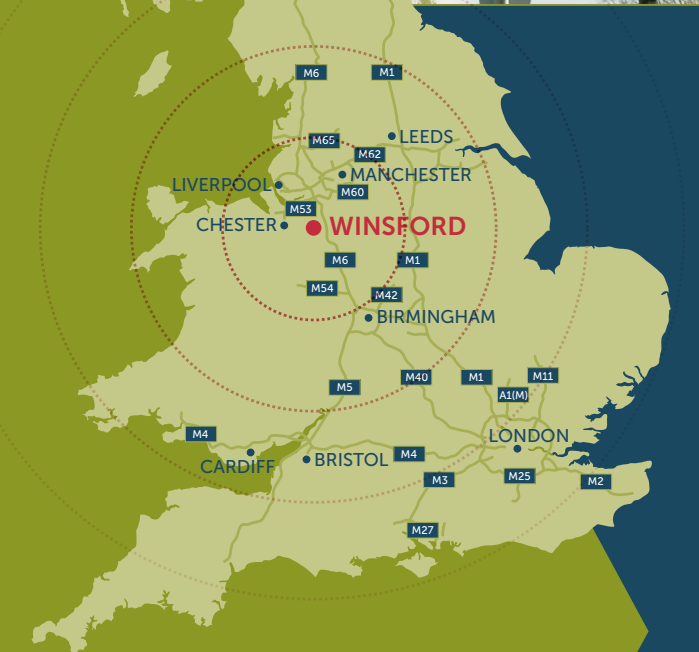 M6
M1
LEEDS
M65
M62
MANCHESTER
LIVERPOOL
M60
M53
CHESTER
WINSFORD
M6
M1
M54
M42
BIRMINGHAM
M5
M40
M1
M11
A1(M)
M4
LONDON
CARDIFF
BRISTOL
M4
M3
M25
M2
M27